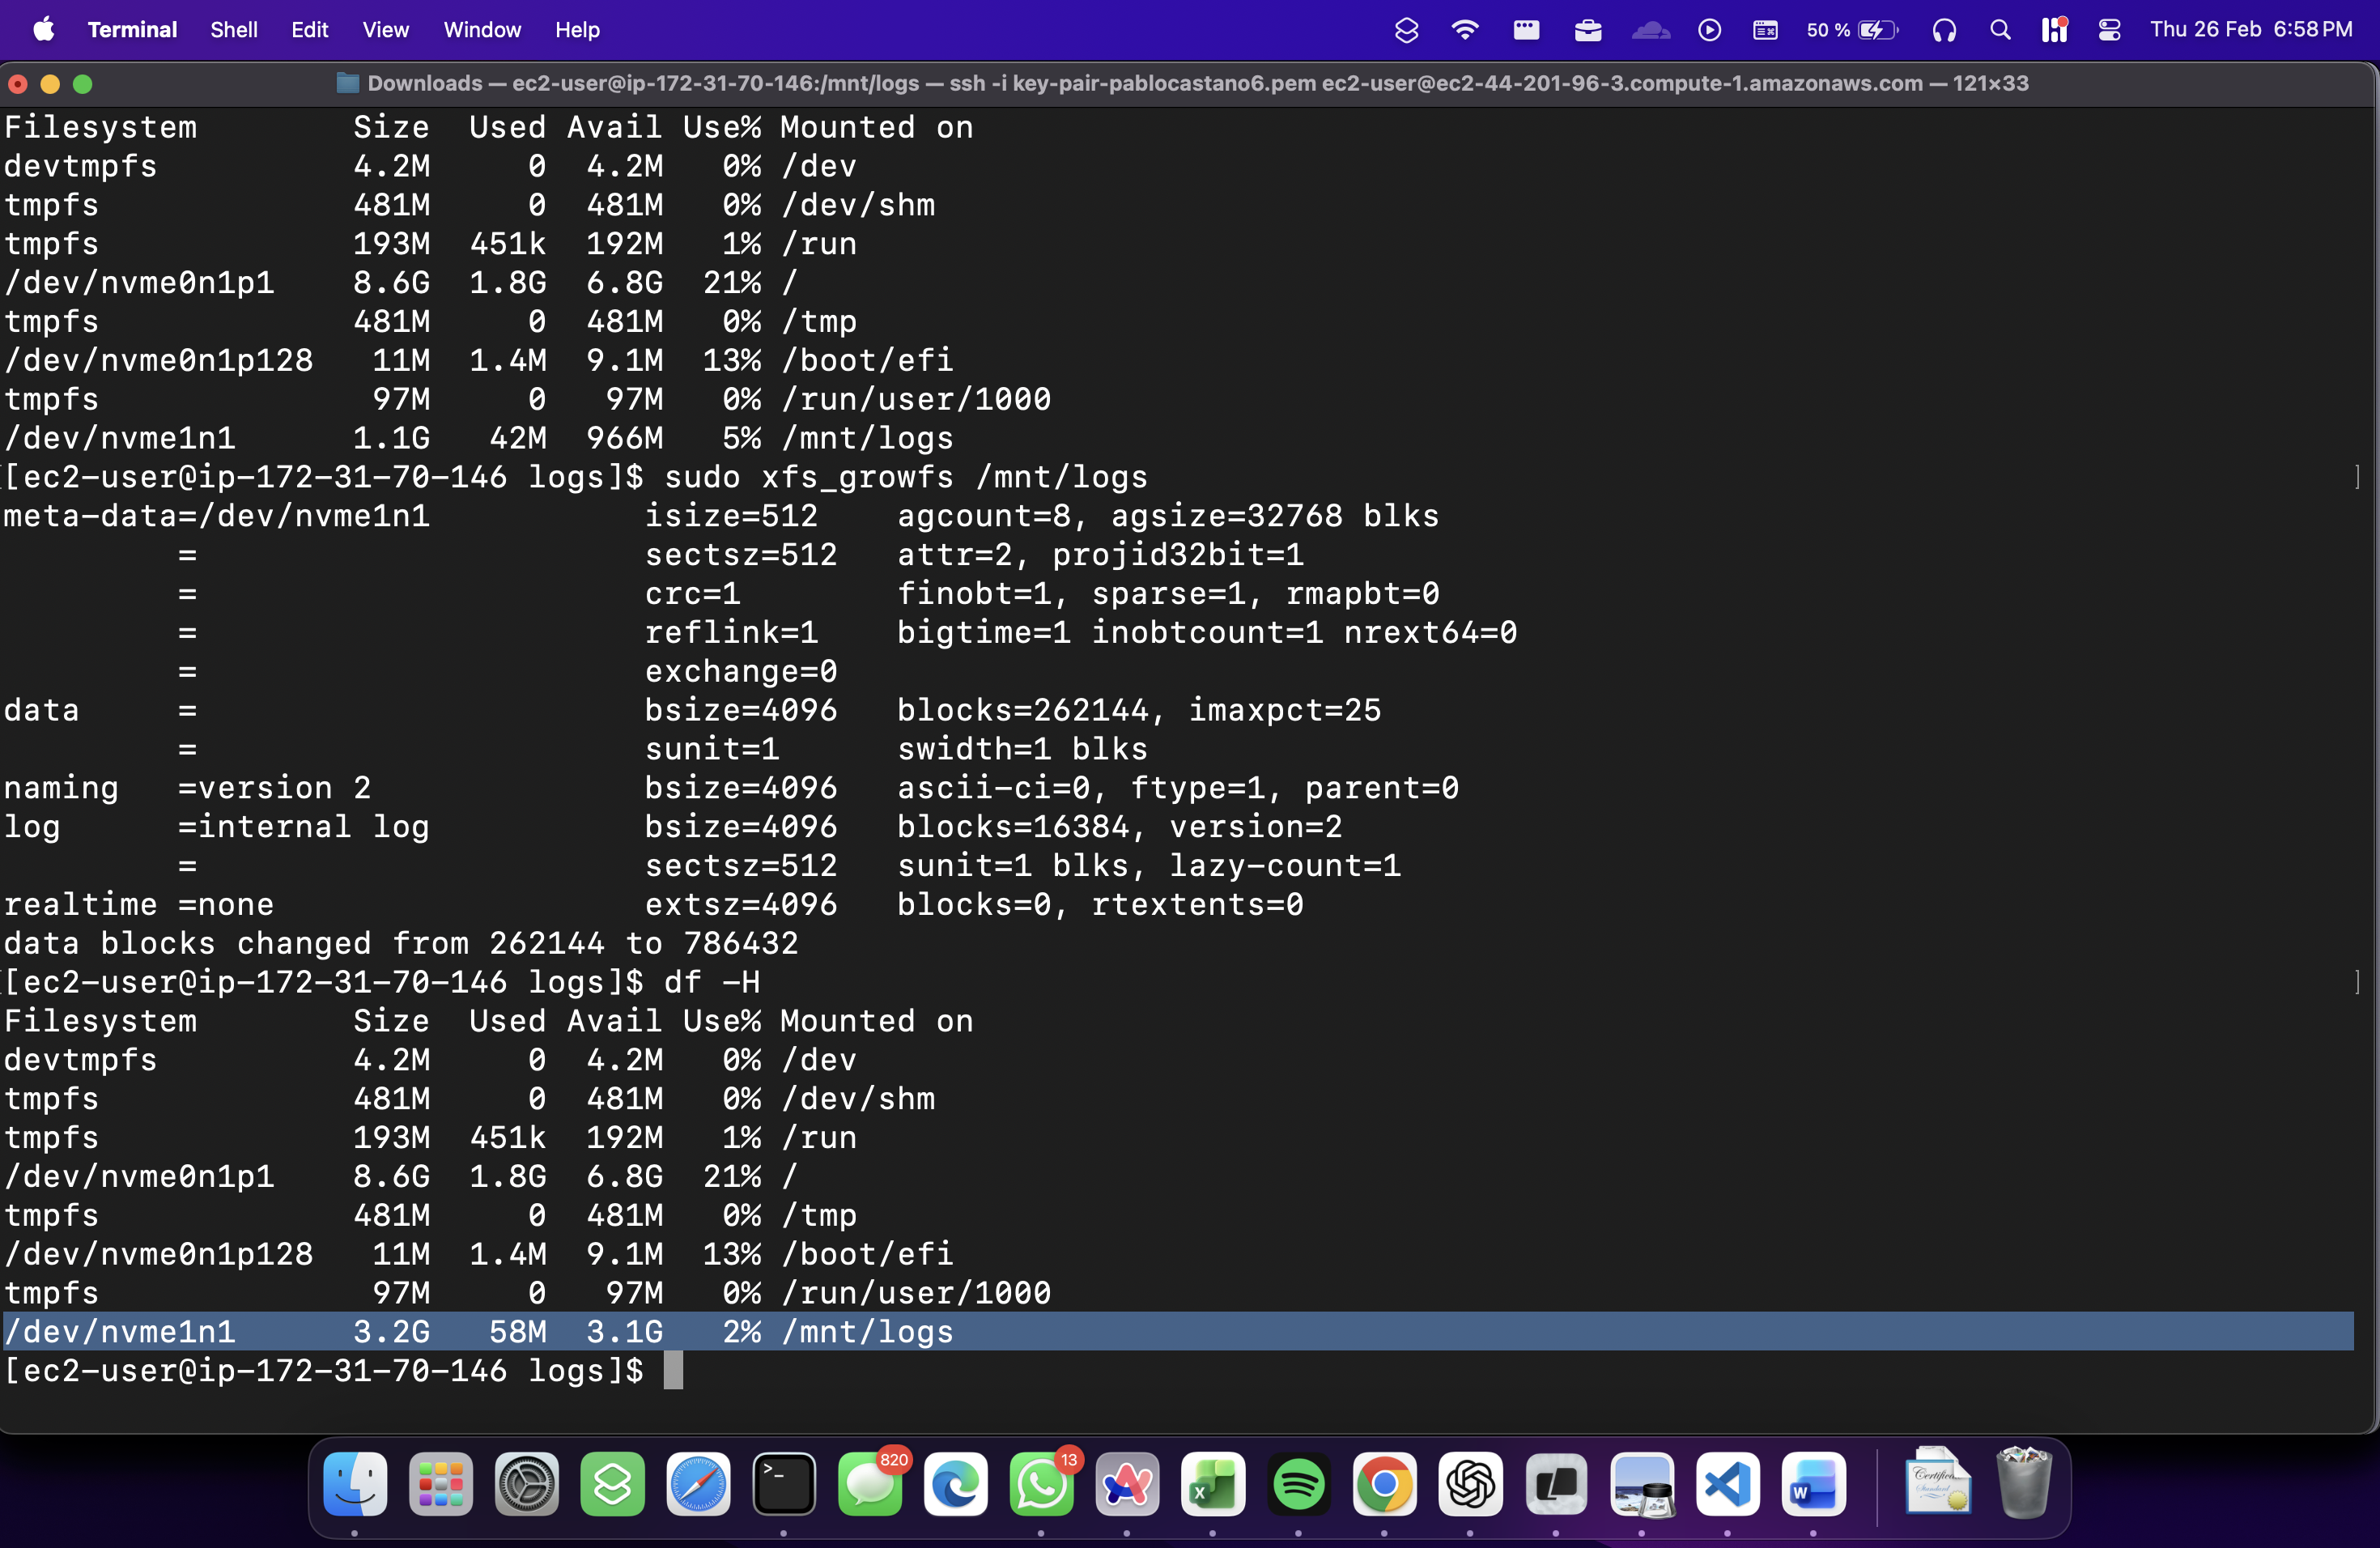 Terminal Shell Edit View Window Help 50 % Thu 26 Feb 6:58 PM
Downloads — ec2-user@ip-172-31-70-146:/mnt/logs — ssh -i key-pair-pablocastano6.pem ec2-user@ec2-44-201-96-3.compute-1.amazonaws.com — 121×33
Filesystem Size Used Avail Use% Mounted on
devtmpfs 4.2M 0 4.2M 0% /dev
tmpfs 481M 0 481M 0% /dev/shm
tmpfs 193M 451k 192M 1% /run
/dev/nvme0n1p1 8.6G 1.8G 6.8G 21% /
tmpfs 481M 0 481M 0% /tmp
/dev/nvme0n1p128 11M 1.4M 9.1M 13% /boot/efi
tmpfs 97M 0 97M 0% /run/user/1000
/dev/nvme1n1 1.1G 42M 966M 5% /mnt/logs
[ec2-user@ip-172-31-70-146 logs]$ sudo xfs_growfs /mnt/logs ]
meta-data=/dev/nvme1n1 isize=512 agcount=8, agsize=32768 blks
= sectsz=512 attr=2, projid32bit=1
= crc=1 finobt=1, sparse=1, rmapbt=0
= reflink=1 bigtime=1 inobtcount=1 nrext64=0
= exchange=0
data = bsize=4096 blocks=262144, imaxpct=25
= sunit=1 swidth=1 blks
naming =version 2 bsize=4096 ascii-ci=0, ftype=1, parent=0
log =internal log bsize=4096 blocks=16384, version=2
= sectsz=512 sunit=1 blks, lazy-count=1
realtime =none extsz=4096 blocks=0, rtextents=0
data blocks changed from 262144 to 786432
[ec2-user@ip-172-31-70-146 logs]$ df -H ]
Filesystem Size Used Avail Use% Mounted on
devtmpfs 4.2M 0 4.2M 0% /dev
tmpfs 481M 0 481M 0% /dev/shm
tmpfs 193M 451k 192M 1% /run
/dev/nvme0n1p1 8.6G 1.8G 6.8G 21% /
tmpfs 481M 0 481M 0% /tmp
/dev/nvme0n1p128 11M 1.4M 9.1M 13% /boot/efi
tmpfs 97M 0 97M 0% /run/user/1000
/dev/nvme1n1 3.2G 58M 3.1G 2% /mnt/logs
[ec2-user@ip-172-31-70-146 logs]$
820 13